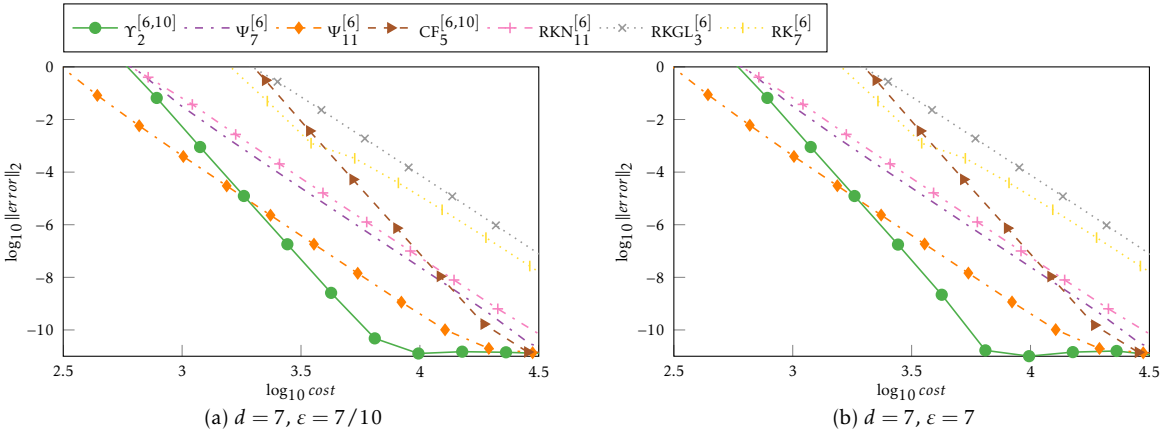 Υ₂^[6,10] Ψ₇^[6] Ψ₁₁^[6] CF₅^[6,10] RKN₁₁^[6] RKGL₃^[6] RK₇^[6]
0
−2
−4
−6
−8
−10
log₁₀ ‖error‖₂
2.5 3 3.5 4 4.5
log₁₀ cost
(a) d = 7, ε = 7/10
0
−2
−4
−6
−8
−10
log₁₀ ‖error‖₂
2.5 3 3.5 4 4.5
log₁₀ cost
(b) d = 7, ε = 7